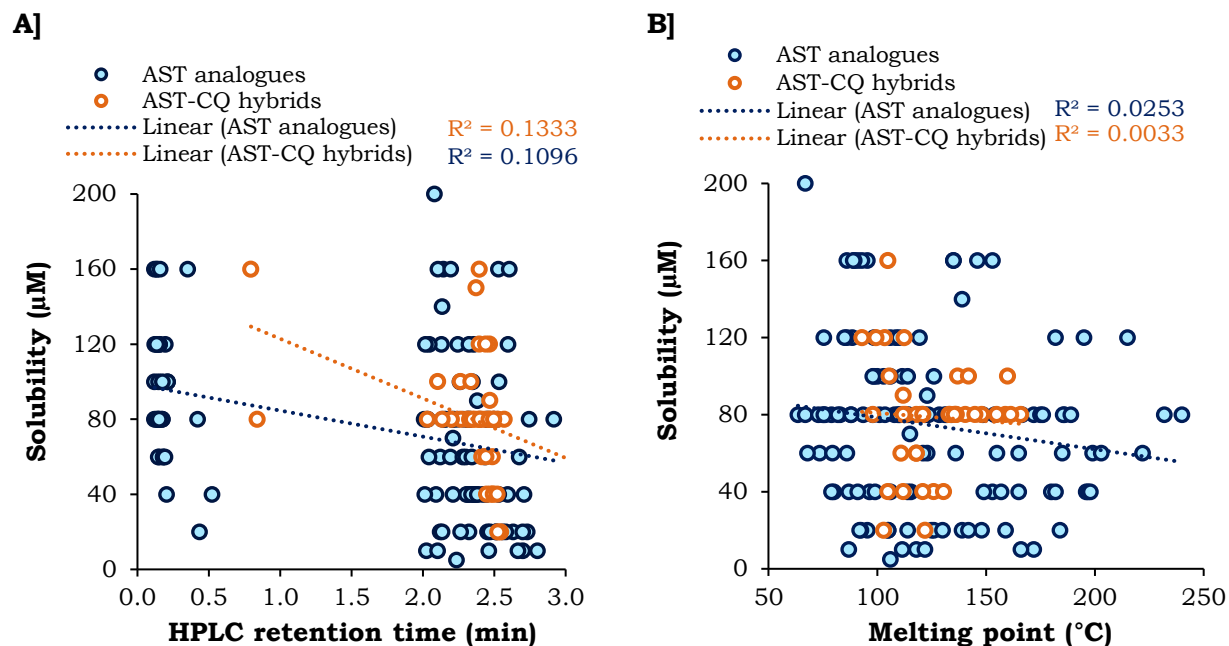 A]
AST analogues
AST-CQ hybrids
Linear (AST analogues)
Linear (AST-CQ hybrids)
R² = 0.1333
R² = 0.1096
200
160
120
80
40
0
Solubility (μM)
0.0 0.5 1.0 1.5 2.0 2.5 3.0
HPLC retention time (min)
B]
AST analogues
AST-CQ hybrids
Linear (AST analogues)
Linear (AST-CQ hybrids)
R² = 0.0253
R² = 0.0033
200
160
120
80
40
0
Solubility (μM)
50 100 150 200 250
Melting point (°C)